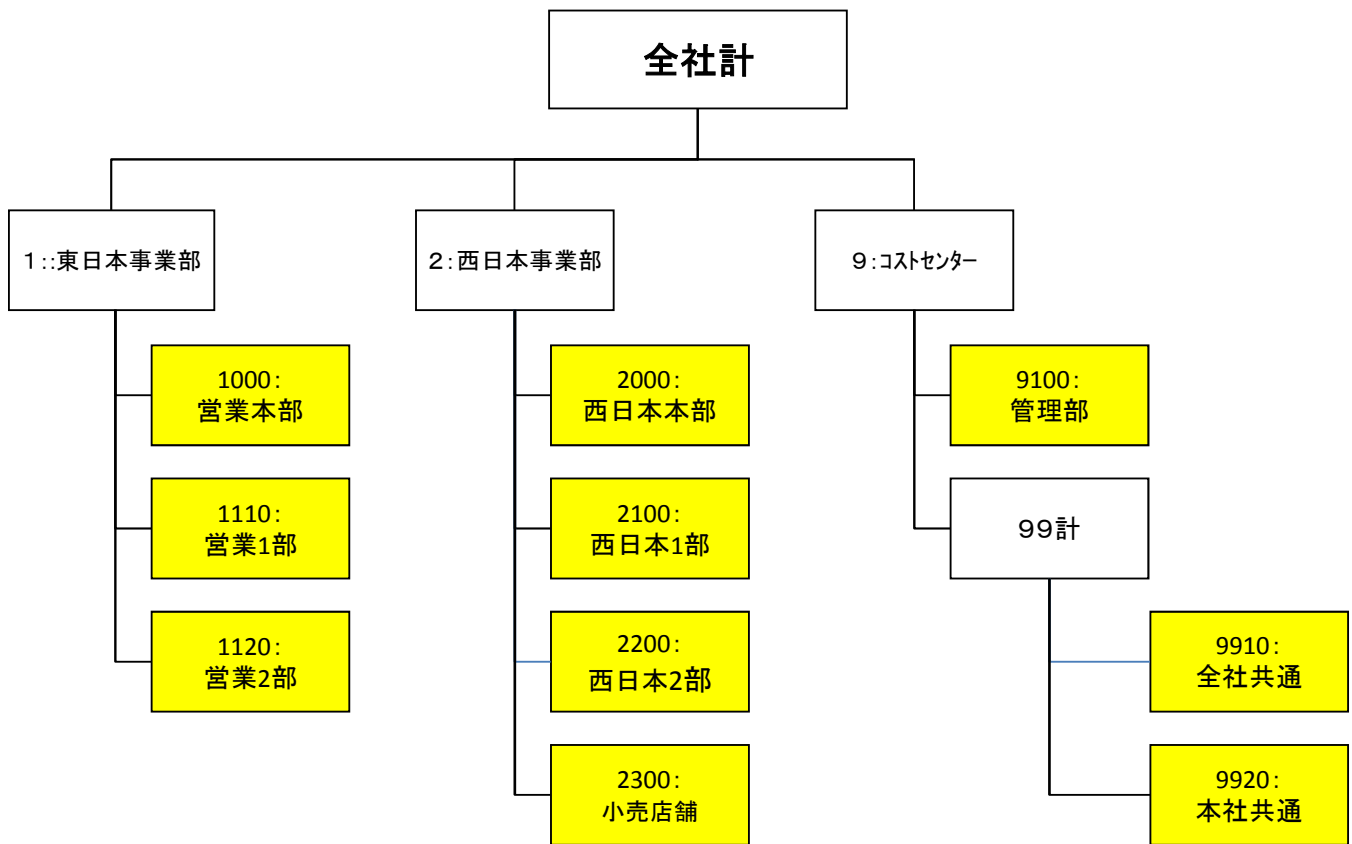 全社計
１::東日本事業部
２:西日本事業部
９:ｺｽﾄｾﾝﾀｰ
1000:
営業本部
2000:
西日本本部
9100:
管理部
1110:
営業1部
2100:
西日本1部
９９計
1120:
営業2部
2200:
西日本2部
9910:
全社共通
2300:
小売店舗
9920:
本社共通